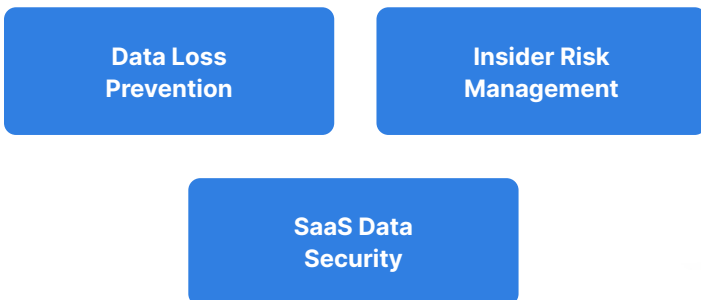 Data Loss
Prevention
Insider Risk
Management
SaaS Data
Security